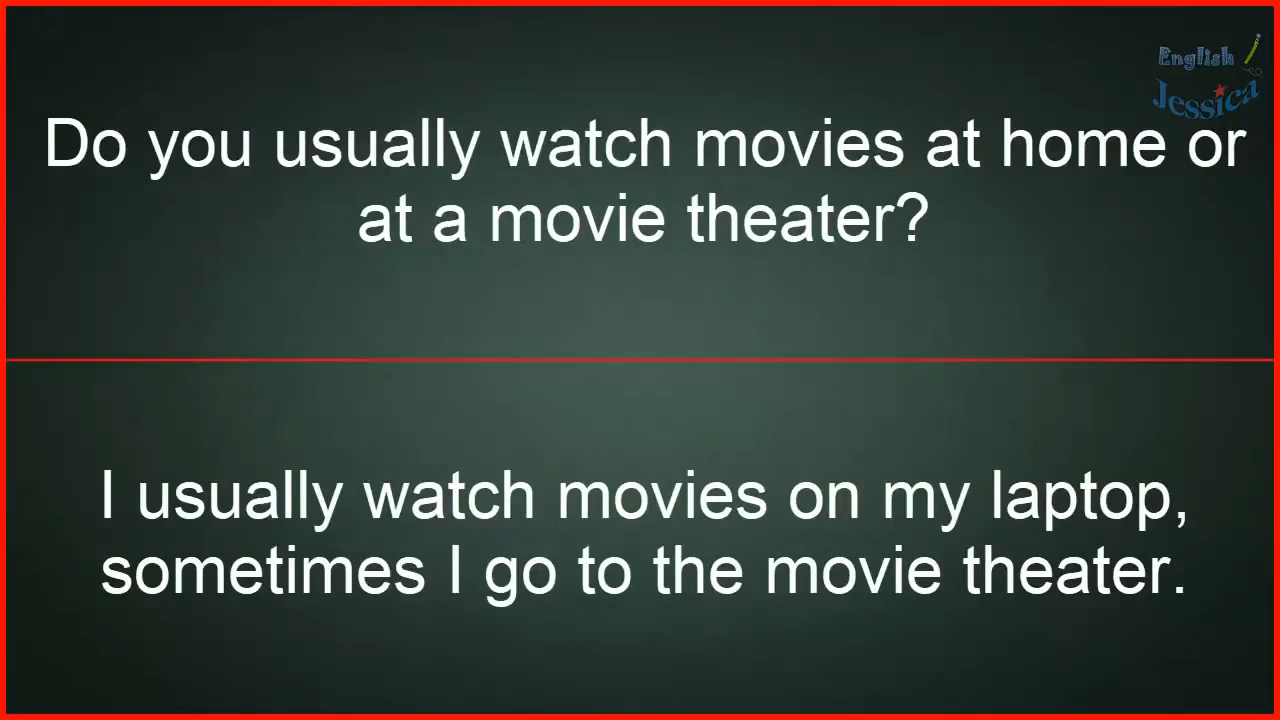 English
Jessica
Do you usually watch movies at home or
at a movie theater?
I usually watch movies on my laptop,
sometimes I go to the movie theater.